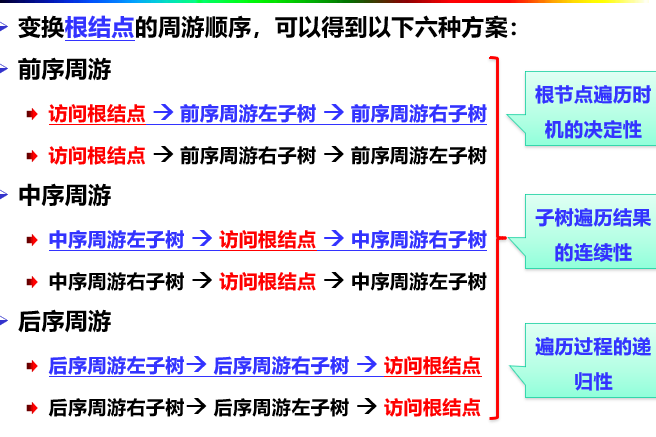 变换根结点的周游顺序，可以得到以下六种方案：
前序周游
访问根结点→前序周游左子树→前序周游右子树
访问根结点→前序周游右子树→前序周游左子树
中序周游
中序周游左子树→访问根结点→中序周游右子树
中序周游右子树→访问根结点→中序周游左子树
后序周游
后序周游左子树→后序周游右子树→访问根结点
后序周游右子树→后序周游左子树→访问根结点
根节点遍历时
机的决定性
子树遍历结果
的连续性
遍历过程的递
归性